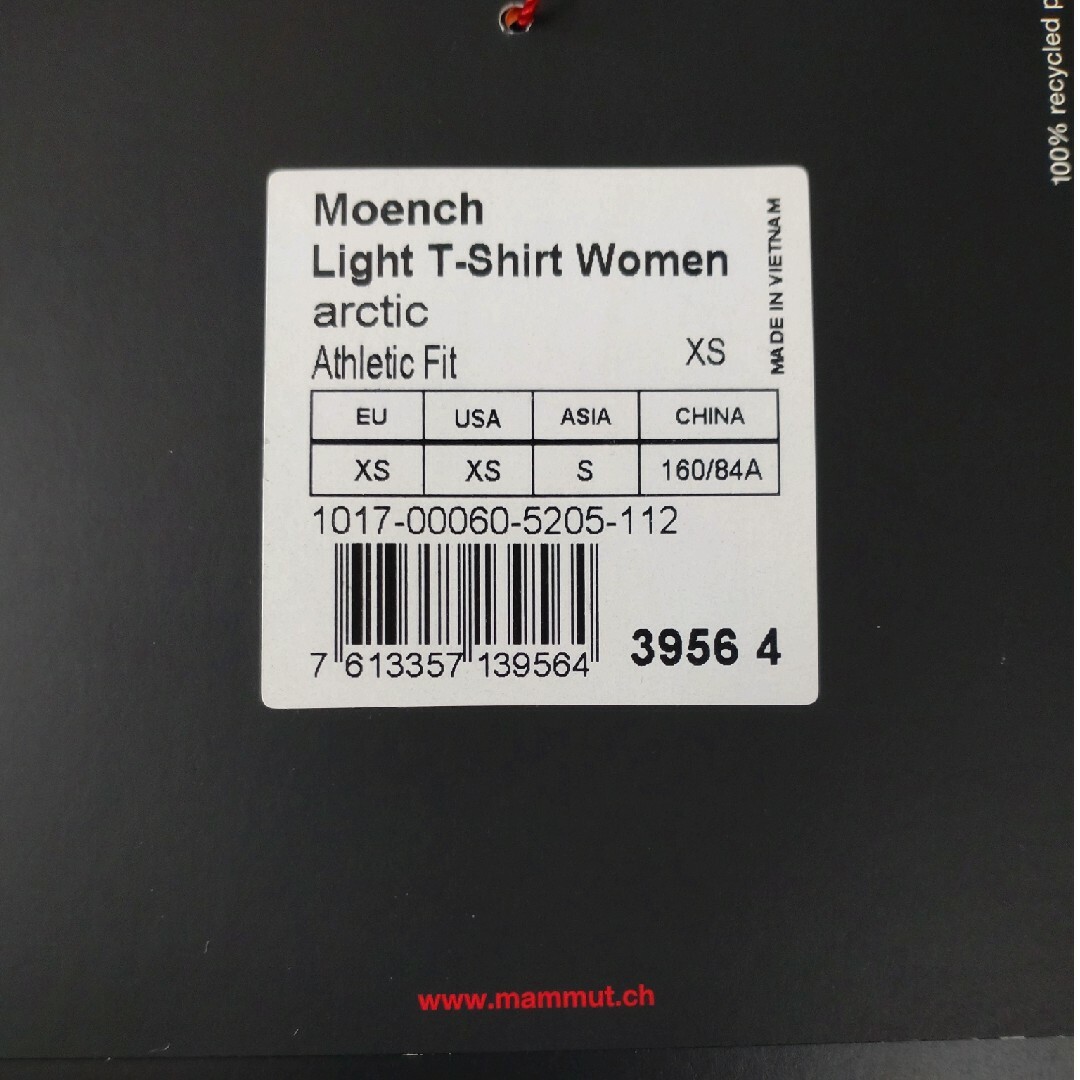 100% recycled
Moench
Light T-Shirt Women
arctic
Athletic Fit
XS
MADE IN VIETNAM
EU USA ASIA CHINA
XS XS S 160/84A
1017-00060-5205-112
7 613357 139564
3956 4
www.mammut.ch